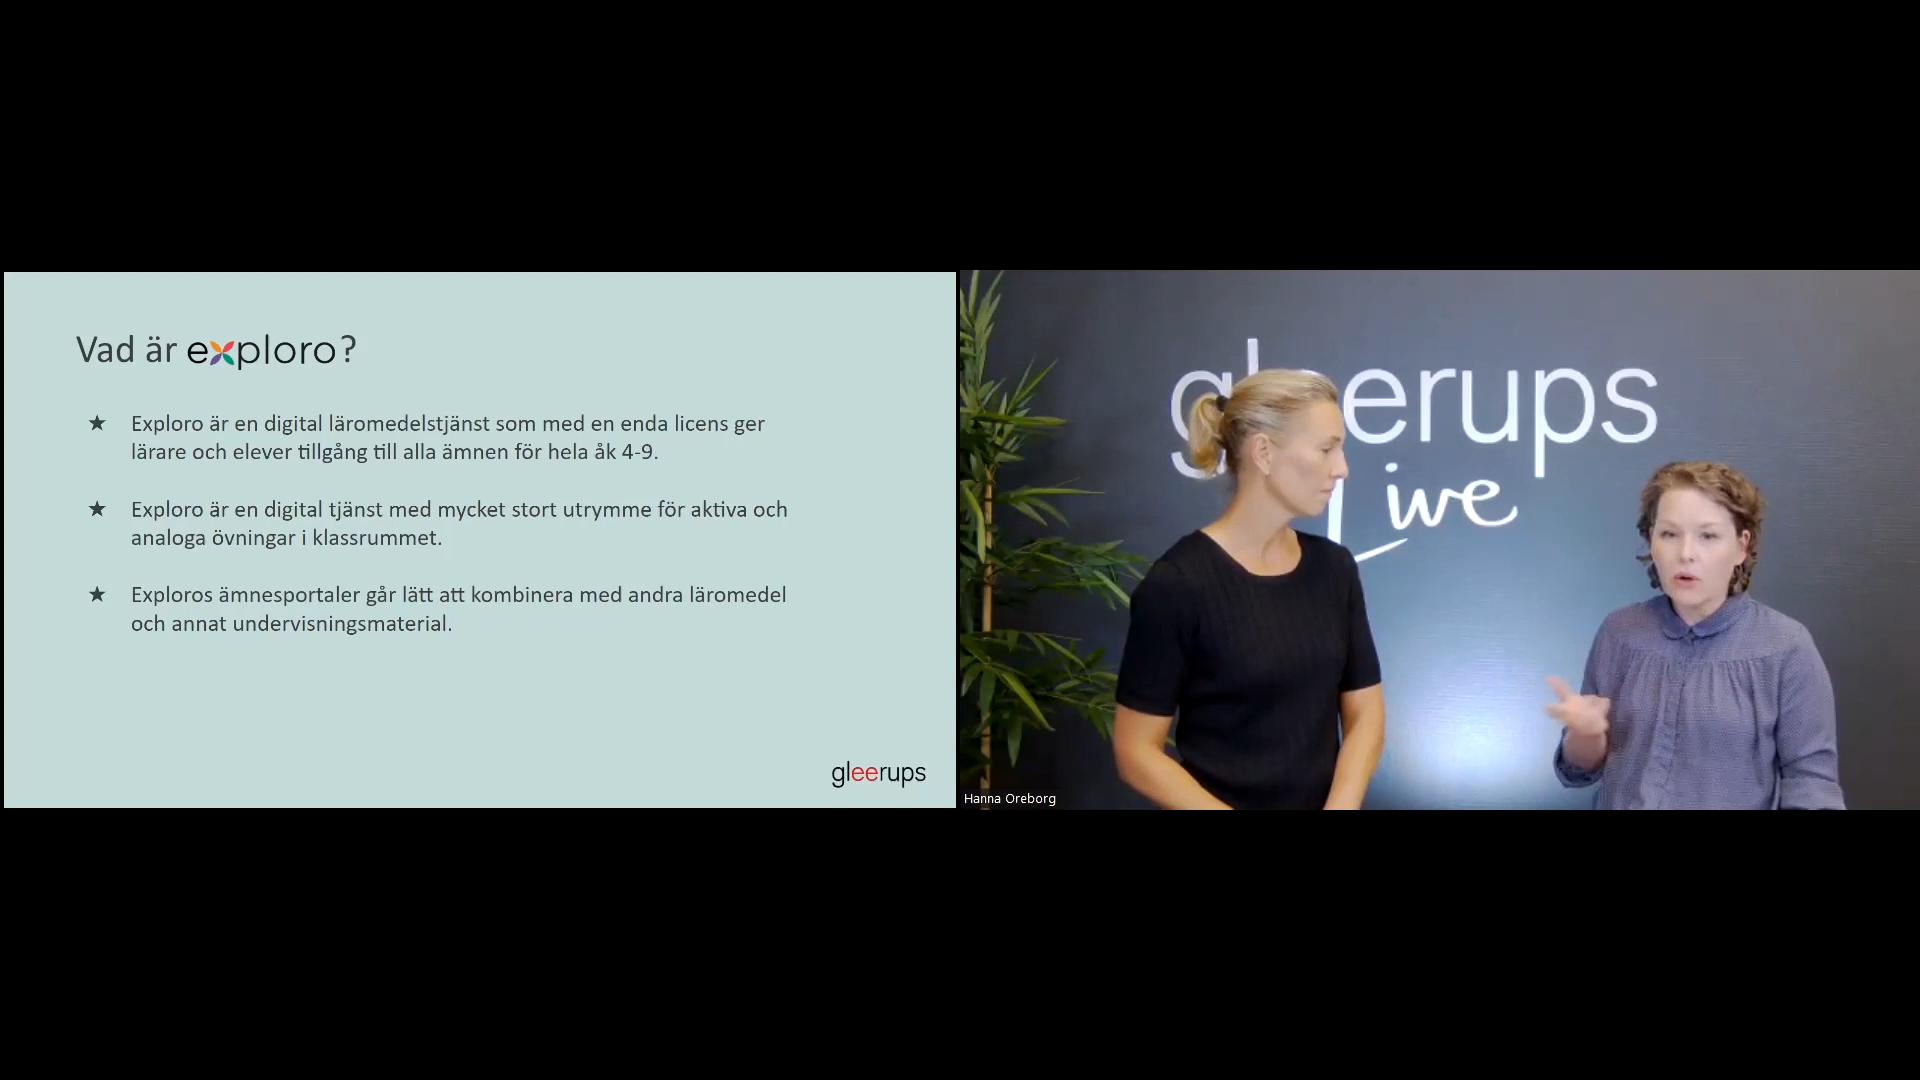 Vad är exploro?
★ Exploro är en digital läromedelstjänst som med en enda licens ger
lärare och elever tillgång till alla ämnen för hela åk 4-9.
★ Exploro är en digital tjänst med mycket stort utrymme för aktiva och
analoga övningar i klassrummet.
★ Exploros ämnesportaler går lätt att kombinera med andra läromedel
och annat undervisningsmaterial.
gleerups
gleerups
Live
Hanna Oreborg